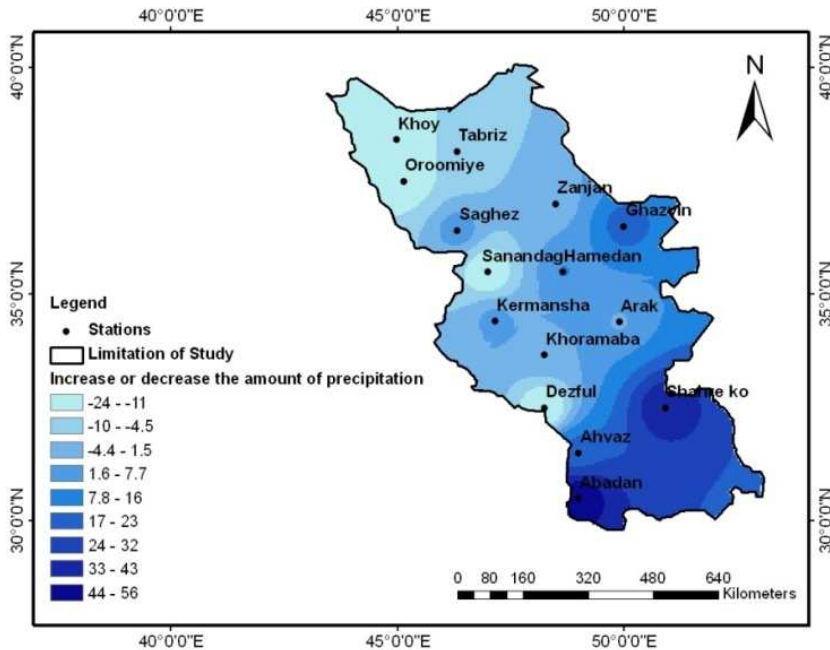 40°0'0"E 45°0'0"E 50°0'0"E
40°0'0"N 40°0'0"N
N
Khoy
Tabriz
Oroomiye
Zanjan
Saghez
Ghazvin
SanandagHamedan
35°0'0"N 35°0'0"N
Legend
Stations
Limitation of Study
Increase or decrease the amount of precipitation
-24 - -11
-10 - -4.5
-4.4 - 1.5
1.6 - 7.7
7.8 - 16
17 - 23
24 - 32
33 - 43
44 - 56
Kermansha
Arak
Khoramaba
Dezful
Shahre ko
Ahvaz
Abadan
30°0'0"N 30°0'0"N
0 80 160 320 480 640
Kilometers
40°0'0"E 45°0'0"E 50°0'0"E